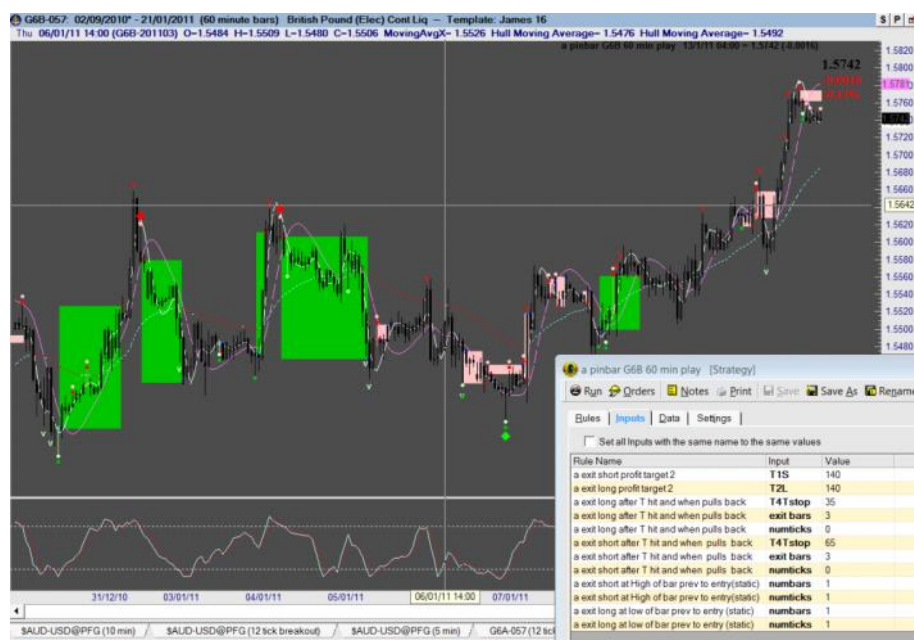 G6B-057: 02/09/2010* - 21/01/2011 (60 minute bars) British Pound (Elec) Cont Liq – Template: James 16
S P
Thu 06/01/11 14:00 (G6B-201103) O=1.5484 H=1.5509 L=1.5480 C=1.5506 MovingAvgX= 1.5526 Hull Moving Average= 1.5476 Hull Moving Average= 1.5492
a pinbar G6B 60 min play 13/1/11 04:00 = 1.5742 (-0.0016)
1.5742
1.5820
1.5800
1.5781
1.5760
1.5720
1.5700
1.5680
1.5660
1.5642
1.5620
1.5600
1.5580
1.5560
1.5540
1.5520
1.5500
1.5480
a pinbar G6B 60 min play [Strategy]
Run Orders Notes Print Save Save As Rename
Rules Inputs Data Settings
Set all Inputs with the same name to the same values
Rule Name Input Value
a exit short profit target 2 T1S 140
a exit long profit target 2 T2L 140
a exit long after T hit and when pulls back T4Tstop 35
a exit long after T hit and when pulls back exit bars 3
a exit long after T hit and when pulls back numticks 0
a exit short after T hit and when pulls back T4Tstop 65
a exit short after T hit and when pulls back exit bars 3
a exit short after T hit and when pulls back numticks 0
a exit short at High of bar prev to entry(static) numbars 1
a exit short at High of bar prev to entry(static) numticks 1
a exit long at low of bar prev to entry (static) numbars 1
a exit long at low of bar prev to entry (static) numticks 1
31/12/10 03/01/11 04/01/11 05/01/11 06/01/11 14:00 07/01/11
$AUD-USD@PFG (10 min) $AUD-USD@PFG (12 tick breakout) $AUD-USD@PFG (5 min) G6A-057 (12 tic